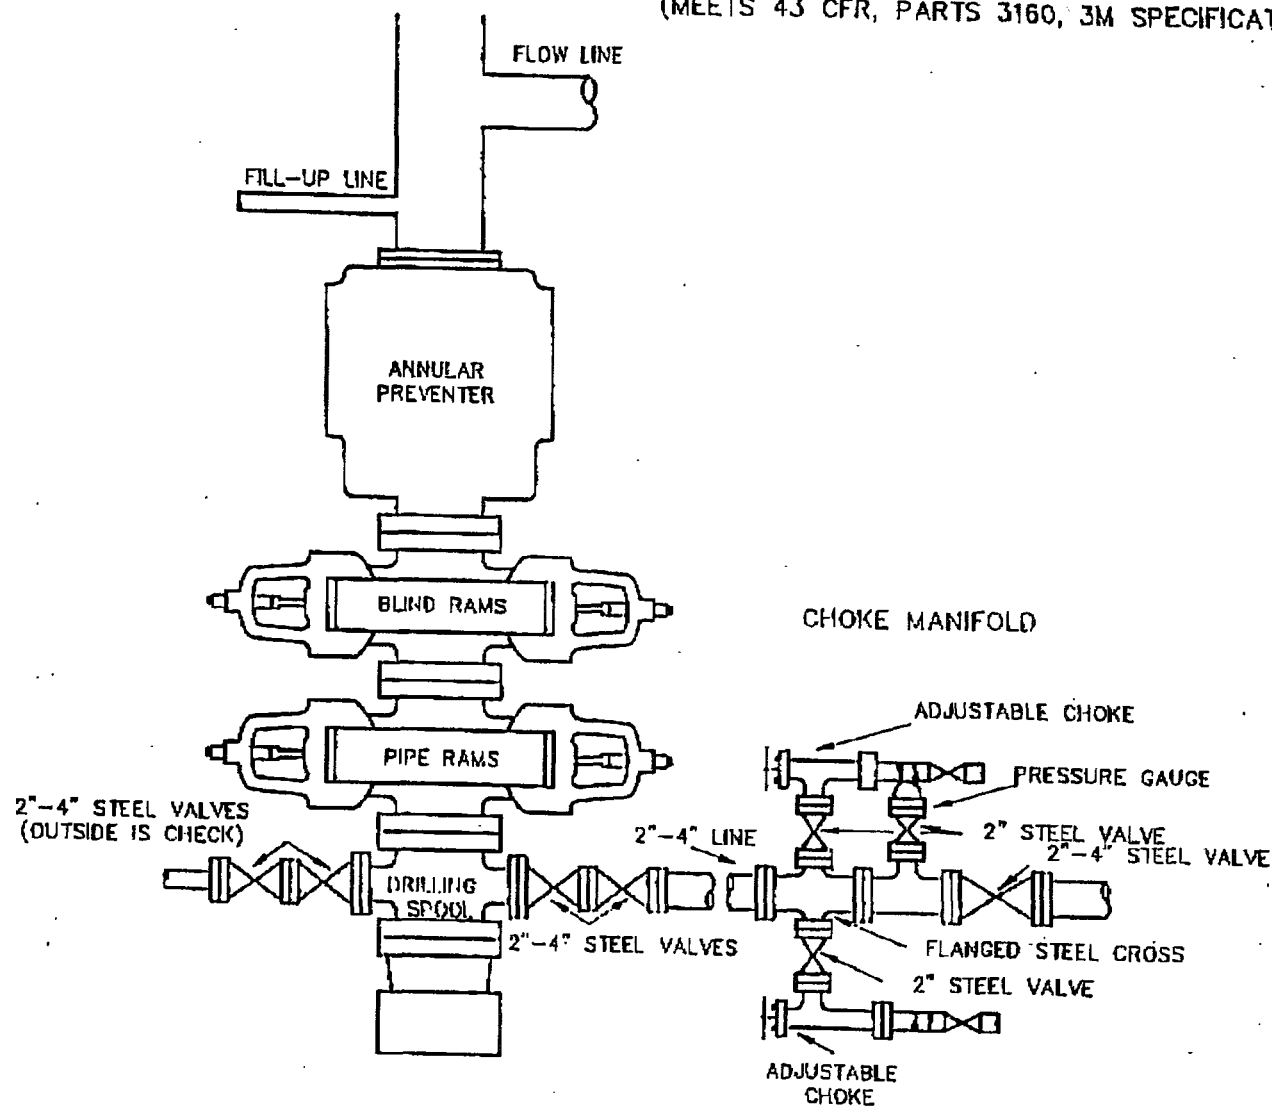 (MEETS 43 CFR, PARTS 3160, 3M SPECIFICAT
FLOW LINE
FILL-UP LINE
ANNULAR
PREVENTER
BLIND RAMS
CHOKE MANIFOLD
ADJUSTABLE CHOKE
PIPE RAMS
PRESSURE GAUGE
2"-4" STEEL VALVES
(OUTSIDE IS CHECK)
2"-4" LINE
2" STEEL VALVE
2"-4" STEEL VALVE
DRILLING
SPOOL
2"-4" STEEL VALVES
FLANGED STEEL CROSS
2" STEEL VALVE
ADJUSTABLE
CHOKE